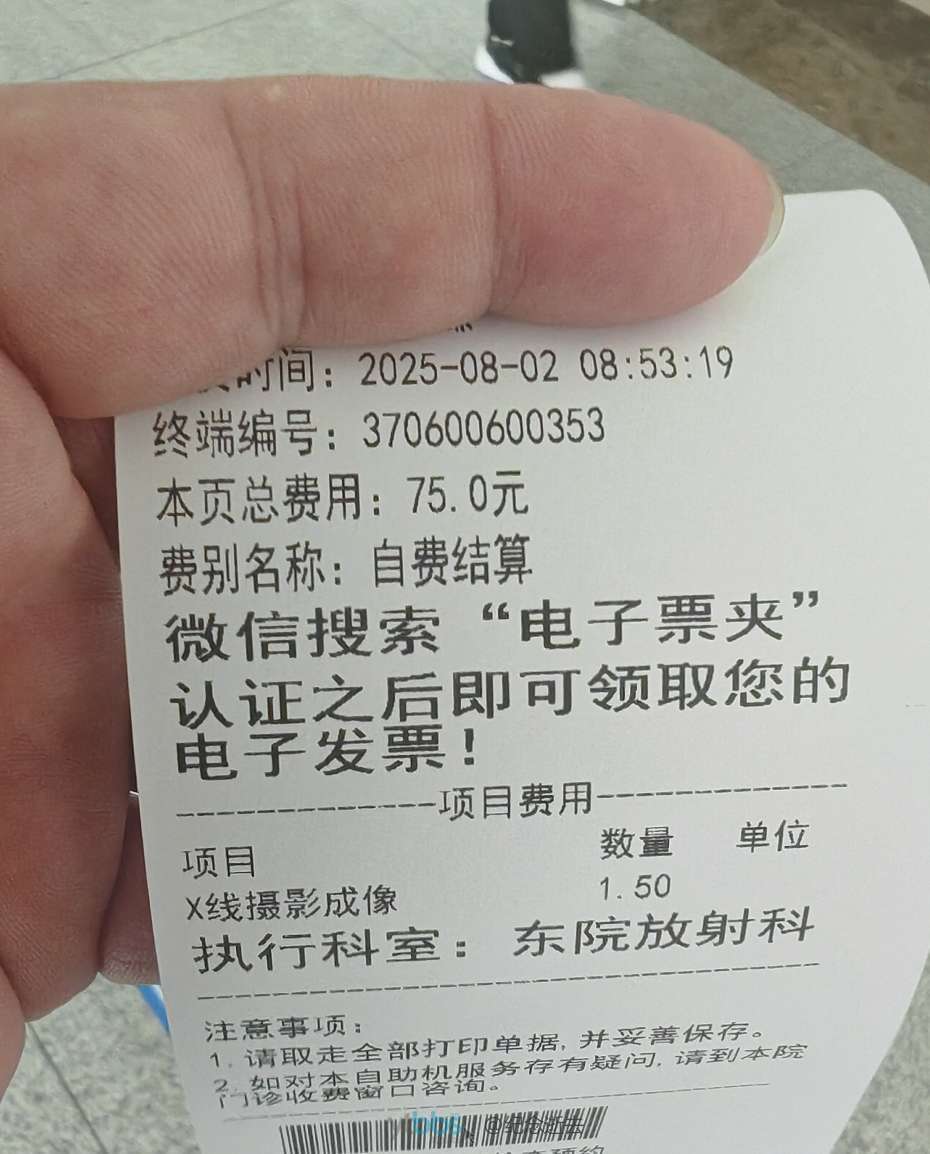 时间：2025-08-02 08:53:19
终端编号：370600600353
本页总费用：75.0元
费别名称：自费结算
微信搜索“电子票夹”
认证之后即可领取您的
电子发票！
-------------项目费用-------------
项目 数量 单位
X线摄影成像 1.50
执行科室：东院放射科
注意事项：
1. 请取走全部打印单据，并妥善保存。
2. 如对本自助机服务存有疑问，请到本院
门诊收费窗口咨询。
bbs